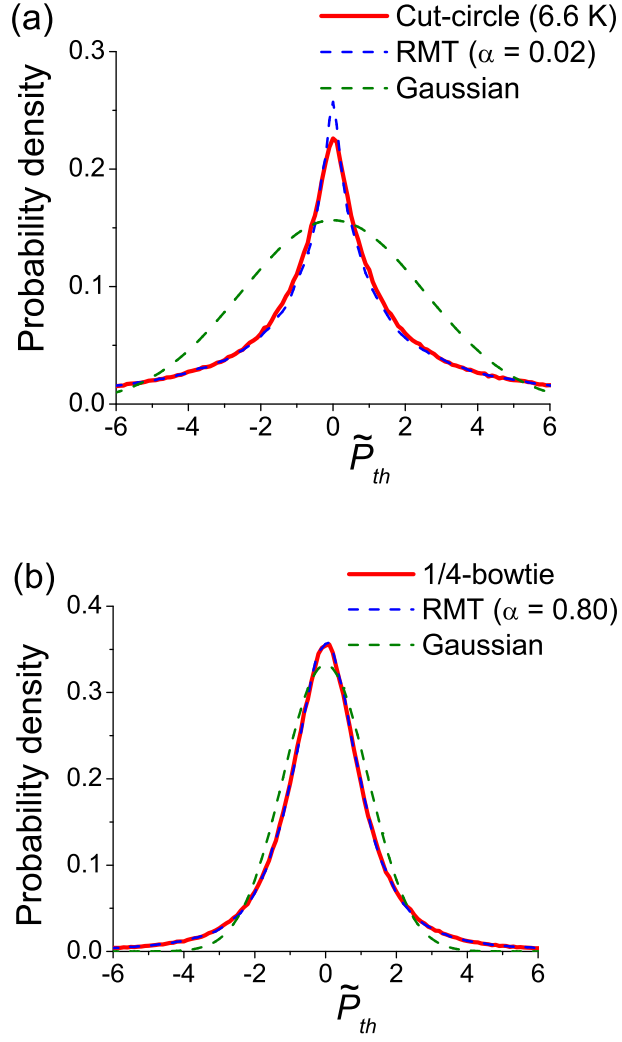 (a)
Cut-circle (6.6 K)
RMT (α = 0.02)
Gaussian
Probability density
0.3
0.2
0.1
0.0
-6 -4 -2 0 2 4 6
P̃th
(b)
1/4-bowtie
RMT (α = 0.80)
Gaussian
Probability density
0.4
0.3
0.2
0.1
0.0
-6 -4 -2 0 2 4 6
P̃th